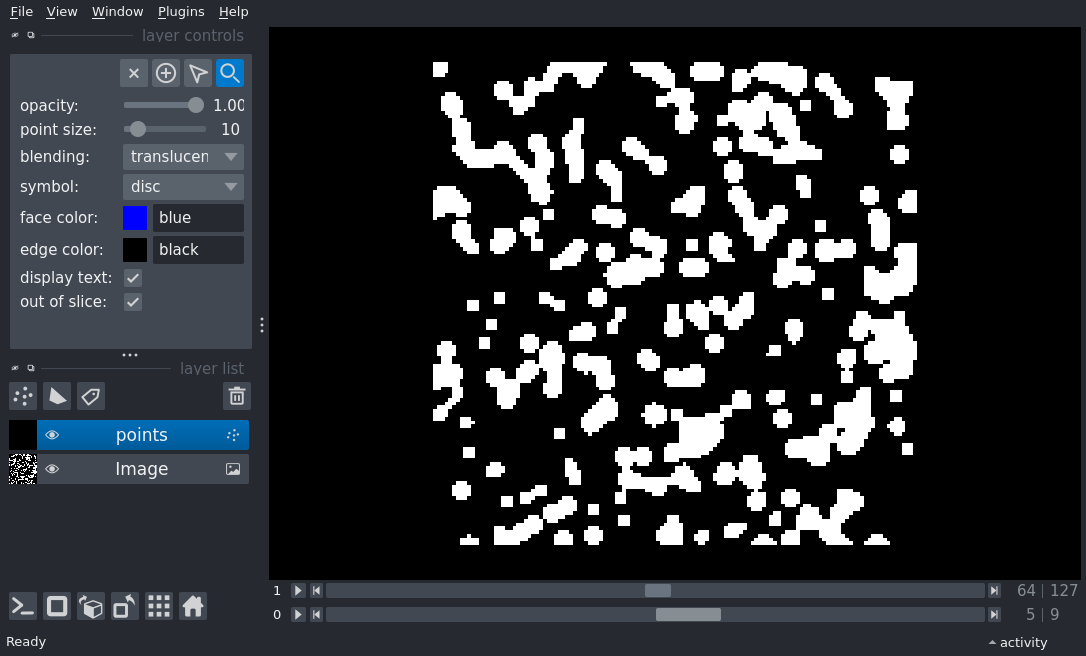 File View Window Plugins Help
layer controls
opacity: 1.00
point size: 10
blending: translucen
symbol: disc
face color: blue
edge color: black
display text:
out of slice:
layer list
points
Image
1 64 | 127
0 5 | 9
Ready activity